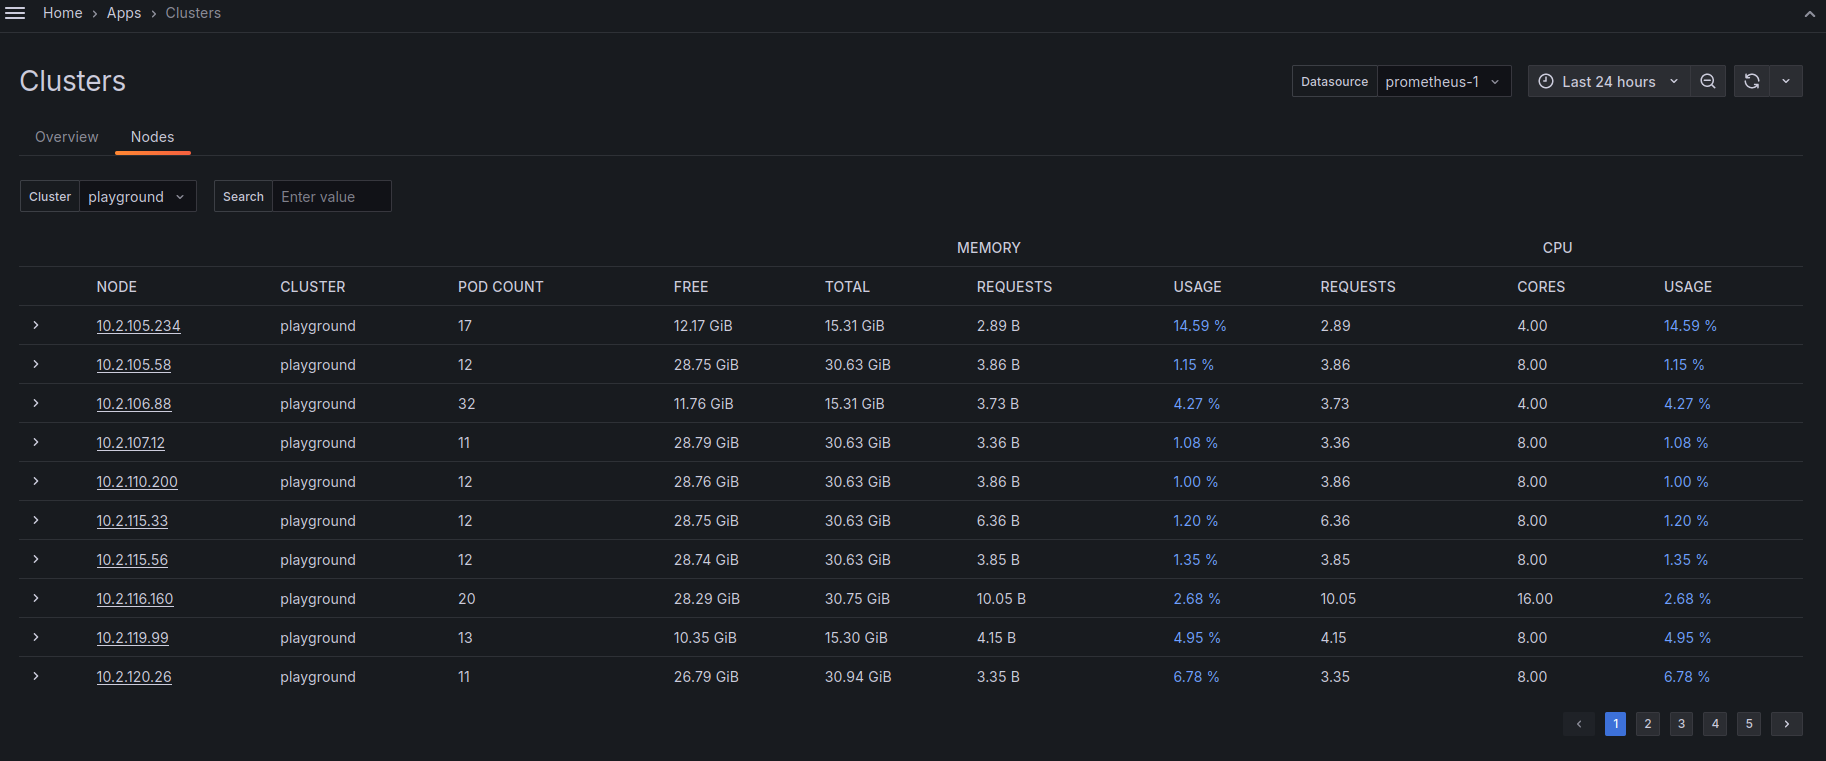 Home › Apps › Clusters
Clusters
Datasource prometheus-1 Last 24 hours
Overview Nodes
Cluster playground Search Enter value
MEMORY CPU
NODE CLUSTER POD COUNT FREE TOTAL REQUESTS USAGE REQUESTS CORES USAGE
10.2.105.234 playground 17 12.17 GiB 15.31 GiB 2.89 B 14.59 % 2.89 4.00 14.59 %
10.2.105.58 playground 12 28.75 GiB 30.63 GiB 3.86 B 1.15 % 3.86 8.00 1.15 %
10.2.106.88 playground 32 11.76 GiB 15.31 GiB 3.73 B 4.27 % 3.73 4.00 4.27 %
10.2.107.12 playground 11 28.79 GiB 30.63 GiB 3.36 B 1.08 % 3.36 8.00 1.08 %
10.2.110.200 playground 12 28.76 GiB 30.63 GiB 3.86 B 1.00 % 3.86 8.00 1.00 %
10.2.115.33 playground 12 28.75 GiB 30.63 GiB 6.36 B 1.20 % 6.36 8.00 1.20 %
10.2.115.56 playground 12 28.74 GiB 30.63 GiB 3.85 B 1.35 % 3.85 8.00 1.35 %
10.2.116.160 playground 20 28.29 GiB 30.75 GiB 10.05 B 2.68 % 10.05 16.00 2.68 %
10.2.119.99 playground 13 10.35 GiB 15.30 GiB 4.15 B 4.95 % 4.15 8.00 4.95 %
10.2.120.26 playground 11 26.79 GiB 30.94 GiB 3.35 B 6.78 % 3.35 8.00 6.78 %
‹ 1 2 3 4 5 ›